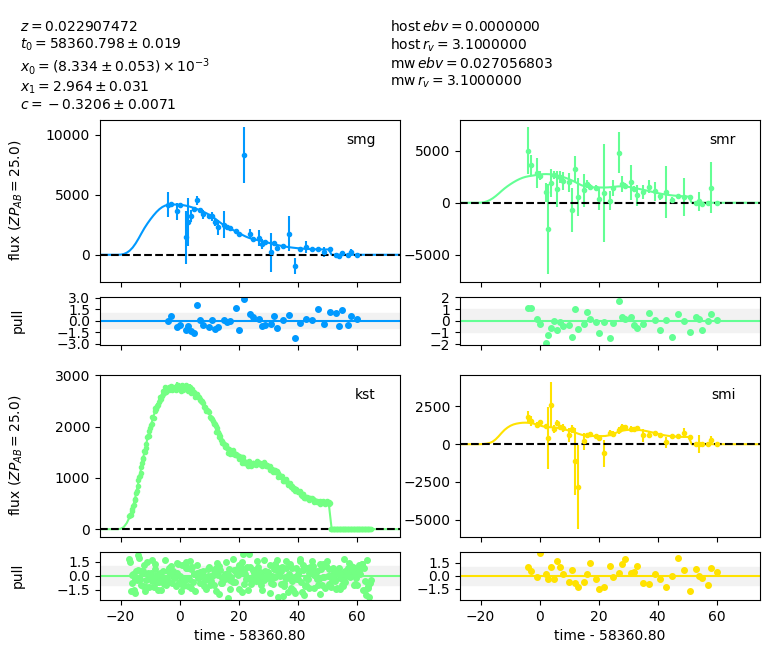 z = 0.022907472
t₀ = 58360.798 ± 0.019
x₀ = (8.334 ± 0.053) × 10⁻³
x₁ = 2.964 ± 0.031
c = −0.3206 ± 0.0071
host ebv = 0.0000000
host r_v = 3.1000000
mw ebv = 0.027056803
mw r_v = 3.1000000
smg
10000
5000
0
flux (ZP_AB = 25.0)
smr
5000
0
−5000
3.0
1.5
0.0
−1.5
−3.0
pull
2
1
0
−1
−2
kst
3000
2000
1000
0
flux (ZP_AB = 25.0)
smi
2500
0
−2500
−5000
1.5
0.0
−1.5
pull
−20 0 20 40 60
time - 58360.80
1.5
0.0
−1.5
−20 0 20 40 60
time - 58360.80